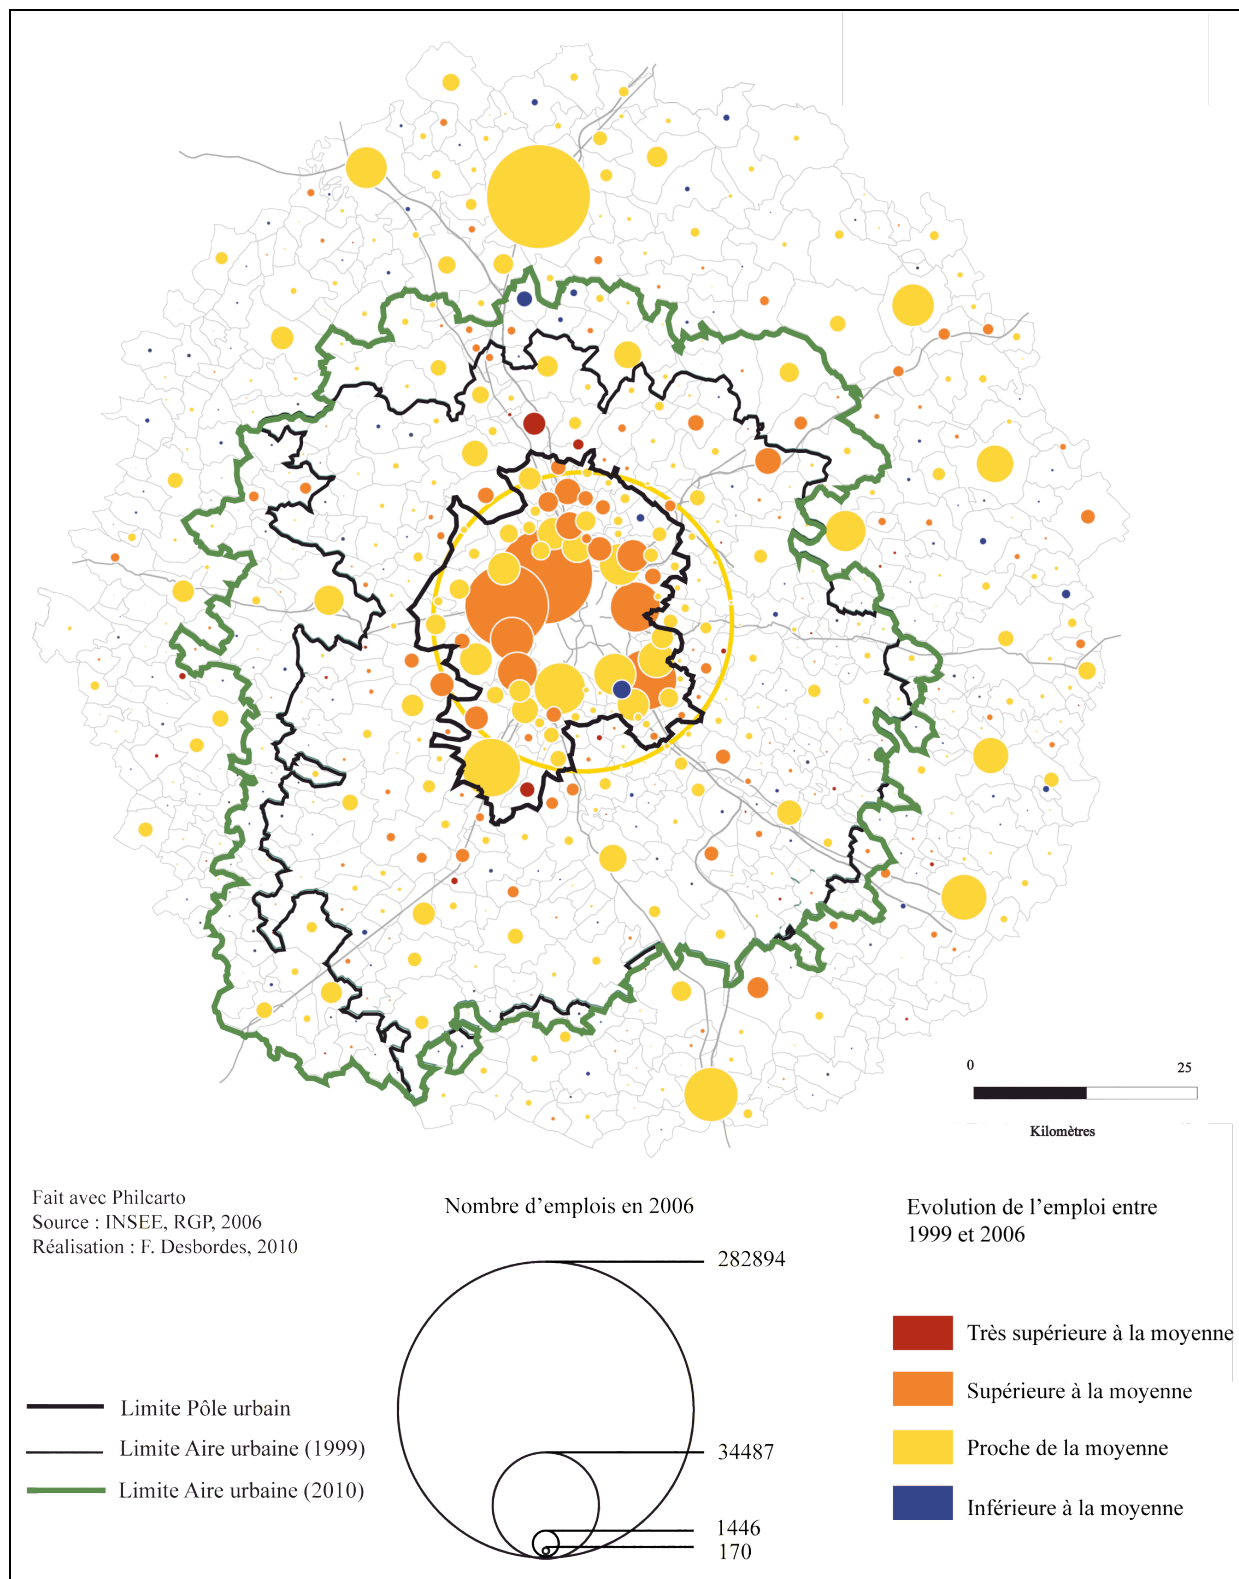 0
25
Kilomètres
Fait avec Philcarto
Source : INSEE, RGP, 2006
Réalisation : F. Desbordes, 2010
Nombre d’emplois en 2006
282894
34487
1446
170
Limite Pôle urbain
Limite Aire urbaine (1999)
Limite Aire urbaine (2010)
Evolution de l’emploi entre
1999 et 2006
Très supérieure à la moyenne
Supérieure à la moyenne
Proche de la moyenne
Inférieure à la moyenne